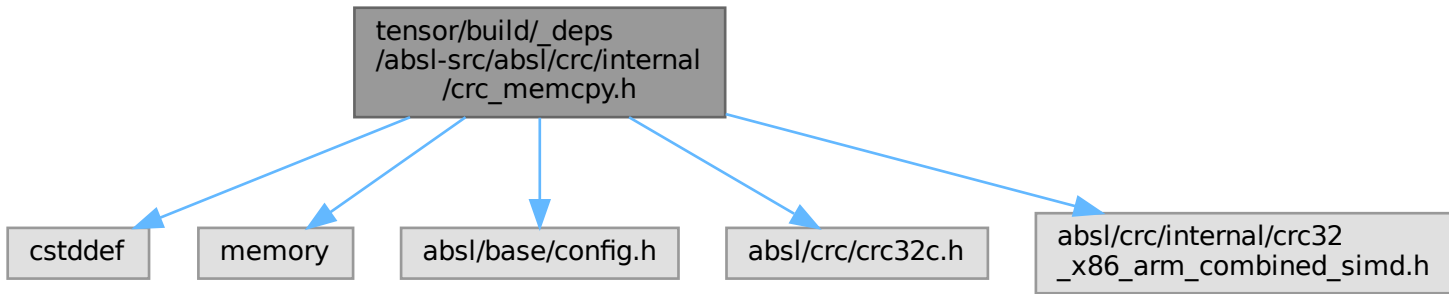 tensor/build/_deps
/absl-src/absl/crc/internal
/crc_memcpy.h
cstddef
memory
absl/base/config.h
absl/crc/crc32c.h
absl/crc/internal/crc32
_x86_arm_combined_simd.h